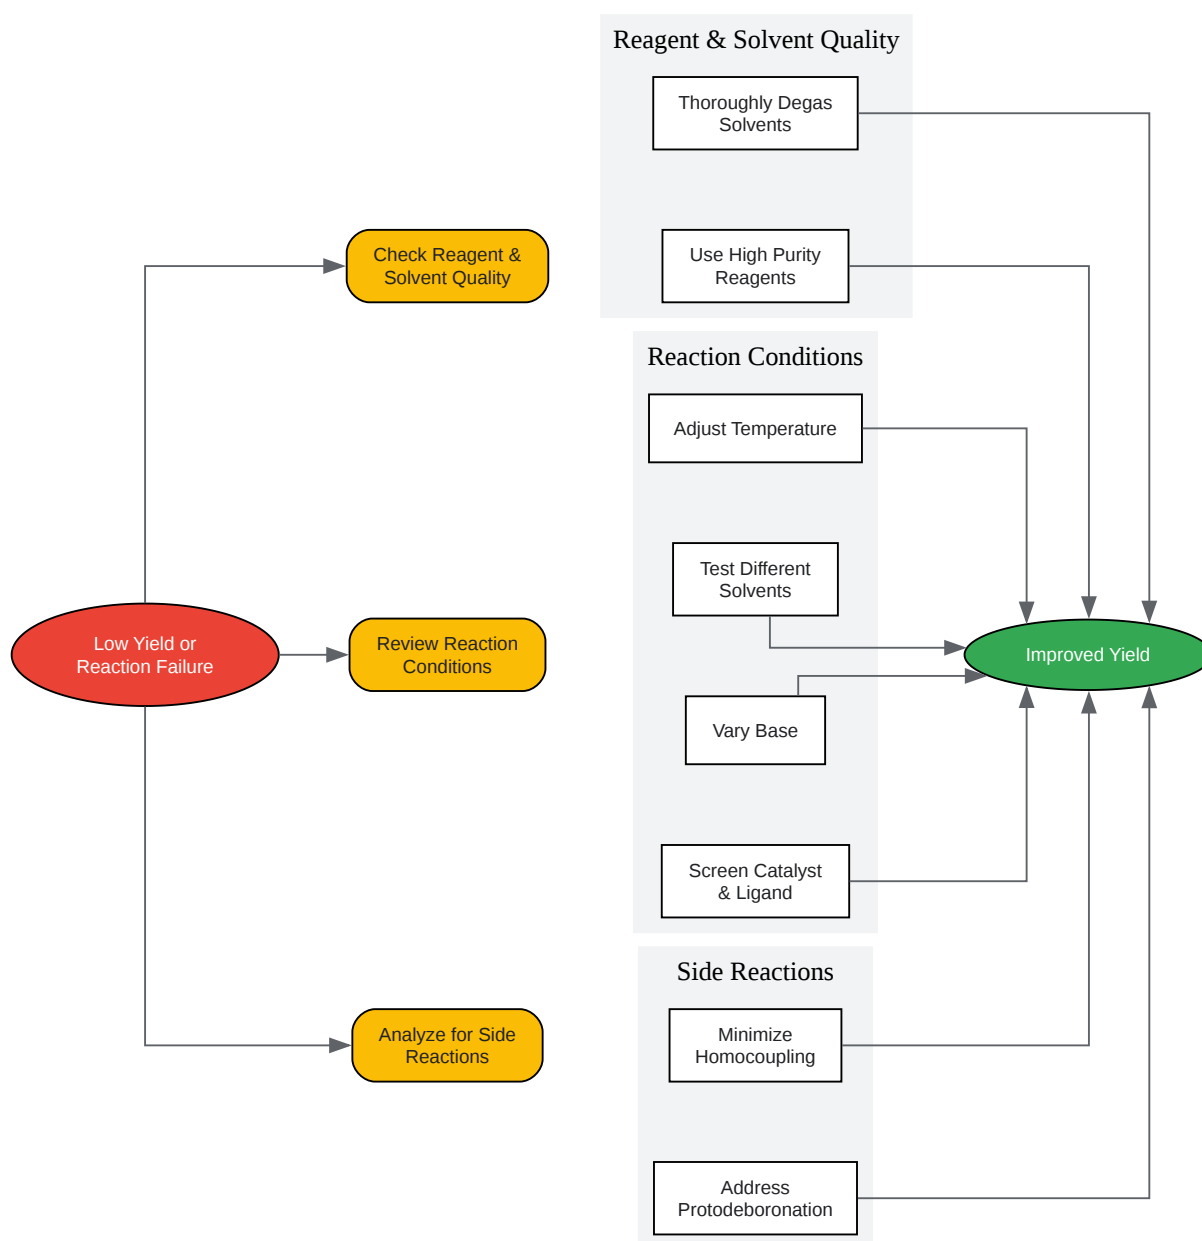 Low Yield or
Reaction Failure
Check Reagent &
Solvent Quality
Review Reaction
Conditions
Analyze for Side
Reactions
Reagent & Solvent Quality
Thoroughly Degas
Solvents
Use High Purity
Reagents
Reaction Conditions
Adjust Temperature
Test Different
Solvents
Vary Base
Screen Catalyst
& Ligand
Side Reactions
Minimize
Homocoupling
Address
Protodeboronation
Improved Yield